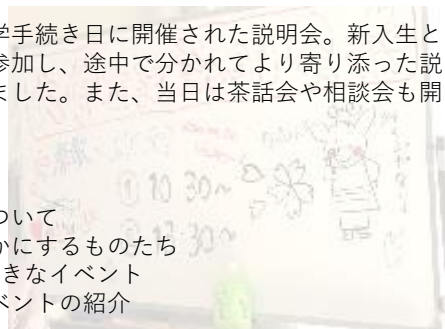 学手続き日に開催された説明会。新入生と
参加し、途中で分かれてより寄り添った説
ました。また、当日は茶話会や相談会も開
ついて
かにするものたち
きなイベント
ベントの紹介
① 10 30~
30~